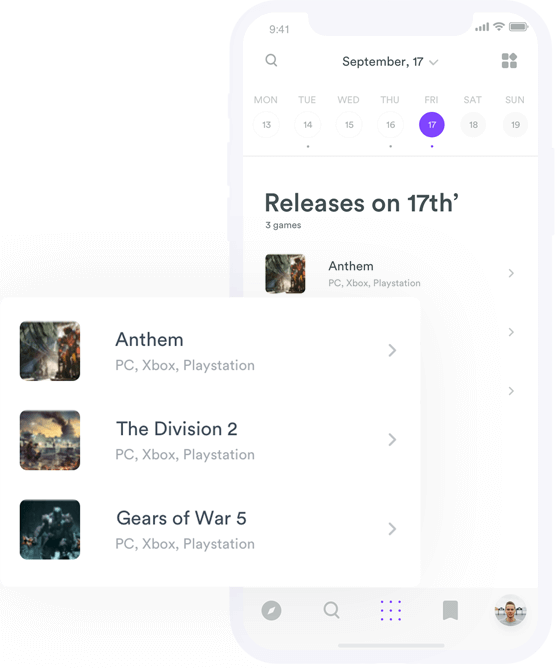 9:41
September, 17
MON TUE WED THU FRI SAT SUN
13 14 15 16 17 18 19
Releases on 17th’
3 games
Anthem
PC, Xbox, Playstation
Anthem
PC, Xbox, Playstation
The Division 2
PC, Xbox, Playstation
Gears of War 5
PC, Xbox, Playstation